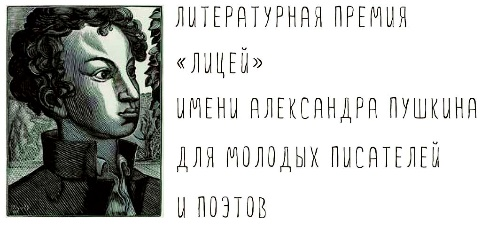 ЛИТЕРАТУРНАЯ ПРЕМИЯ
«ЛИЦЕЙ»
ИМЕНИ АЛЕКСАНДРА ПУШКИНА
ДЛЯ МОЛОДЫХ ПИСАТЕЛЕЙ
И ПОЭТОВ